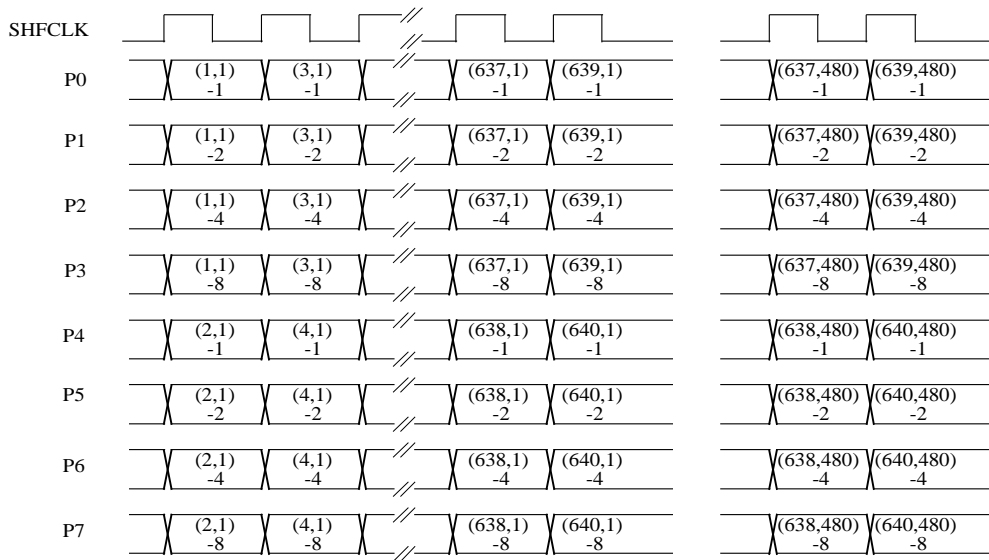 SHFCLK
P0 (1,1) (3,1) (637,1) (639,1) (637,480) (639,480)
-1 -1 -1 -1 -1 -1
P1 (1,1) (3,1) (637,1) (639,1) (637,480) (639,480)
-2 -2 -2 -2 -2 -2
P2 (1,1) (3,1) (637,1) (639,1) (637,480) (639,480)
-4 -4 -4 -4 -4 -4
P3 (1,1) (3,1) (637,1) (639,1) (637,480) (639,480)
-8 -8 -8 -8 -8 -8
P4 (2,1) (4,1) (638,1) (640,1) (638,480) (640,480)
-1 -1 -1 -1 -1 -1
P5 (2,1) (4,1) (638,1) (640,1) (638,480) (640,480)
-2 -2 -2 -2 -2 -2
P6 (2,1) (4,1) (638,1) (640,1) (638,480) (640,480)
-4 -4 -4 -4 -4 -4
P7 (2,1) (4,1) (638,1) (640,1) (638,480) (640,480)
-8 -8 -8 -8 -8 -8